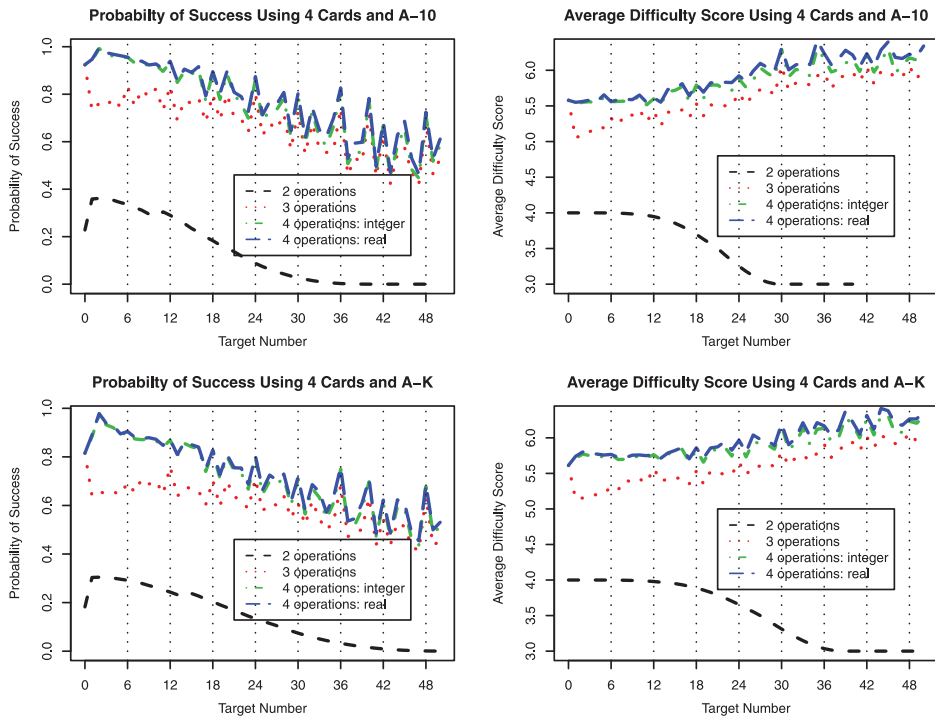 Probabilty of Success Using 4 Cards and A−10
Probability of Success
1.0
0.8
0.6
0.4
0.2
0.0
2 operations
3 operations
4 operations: integer
4 operations: real
0 6 12 18 24 30 36 42 48
Target Number
Average Difficulty Score Using 4 Cards and A−10
Average Difficulty Score
6.0
5.5
5.0
4.5
4.0
3.5
3.0
2 operations
3 operations
4 operations: integer
4 operations: real
0 6 12 18 24 30 36 42 48
Target Number
Probabilty of Success Using 4 Cards and A−K
Probability of Success
1.0
0.8
0.6
0.4
0.2
0.0
2 operations
3 operations
4 operations: integer
4 operations: real
0 6 12 18 24 30 36 42 48
Target Number
Average Difficulty Score Using 4 Cards and A−K
Average Difficulty Score
6.0
5.5
5.0
4.5
4.0
3.5
3.0
2 operations
3 operations
4 operations: integer
4 operations: real
0 6 12 18 24 30 36 42 48
Target Number